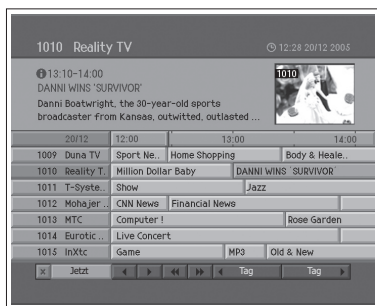 1010 Reality TV 12:28 20/12 2005
13:10-14:00
DANNI WINS 'SURVIVOR'
Danni Boatwright, the 30-year-old sports
broadcaster from Kansas, outwitted, outlasted ...
1010
20/12 12:00 13:00 14:00
1009 Duna TV Sport Ne.. Home Shopping Body & Heale..
1010 Reality T. Million Dollar Baby DANNI WINS `SURVIVOR'
1011 T-Syste.. Show Jazz
1012 Mohajer .. CNN News Financial News
1013 MTC Computer ! Rose Garden
1014 Eurotic .. Live Concert
1015 InXtc Game MP3 Old & New
x Jetzt Tag Tag